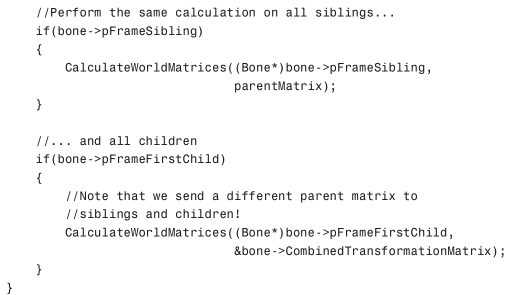 //Perform the same calculation on all siblings...
if(bone->pFrameSibling)
{
CalculateWorldMatrices((Bone*)bone->pFrameSibling,
parentMatrix);
}
//... and all children
if(bone->pFrameFirstChild)
{
//Note that we send a different parent matrix to
//siblings and children!
CalculateWorldMatrices((Bone*)bone->pFrameFirstChild,
&bone->CombinedTransformationMatrix);
}
}